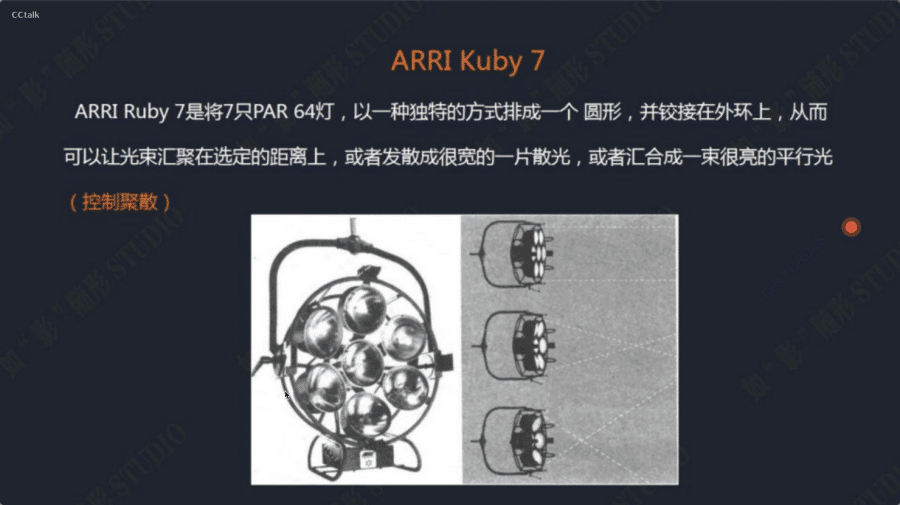 CCtalk
ARRI Kuby 7
ARRI Ruby 7是将7只PAR 64灯，以一种独特的方式排成一个 圆形，并铰接在外环上，从而
可以让光束汇聚在选定的距离上，或者发散成很宽的一片散光，或者汇合成一束很亮的平行光
（控制聚散）